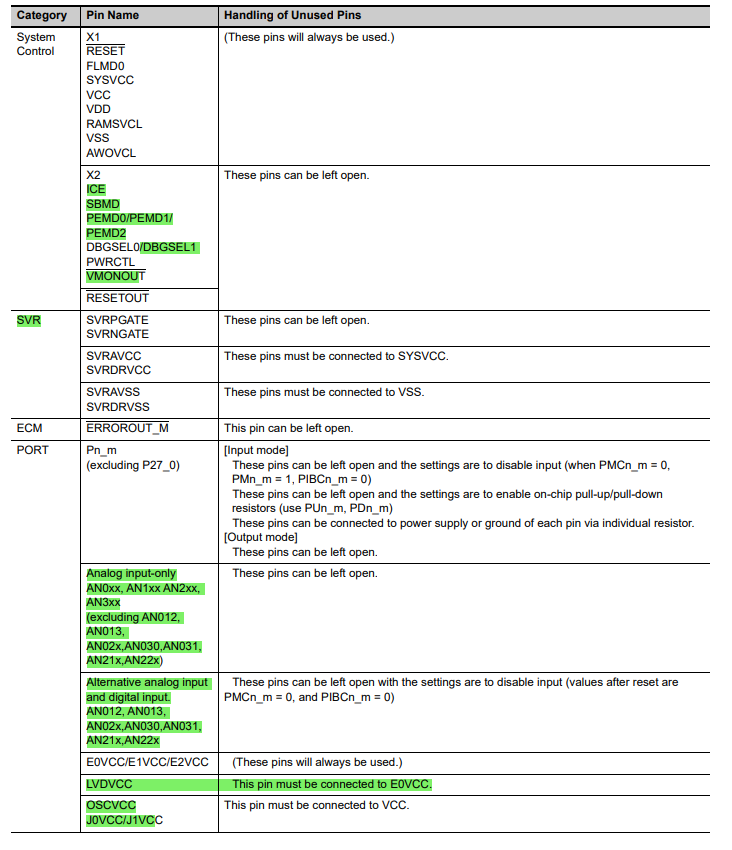 Category Pin Name Handling of Unused Pins
System Control X1 (These pins will always be used.)
RESET
FLMD0
SYSVCC
VCC
VDD
RAMSVCL
VSS
AWOVCL
X2 These pins can be left open.
ICE
SBMD
PEMD0/PEMD1/
PEMD2
DBGSEL0/DBGSEL1
PWRCTL
VMONOUT
RESETOUT
SVR SVRPGATE These pins can be left open.
SVRNGATE
SVRAVCC These pins must be connected to SYSVCC.
SVRDRVCC
SVRAVSS These pins must be connected to VSS.
SVRDRVSS
ECM ERROROUT_M This pin can be left open.
PORT Pn_m [Input mode]
(excluding P27_0) These pins can be left open and the settings are to disable input (when PMCn_m = 0,
PMn_m = 1, PIBCn_m = 0)
These pins can be left open and the settings are to enable on-chip pull-up/pull-down
resistors (use PUn_m, PDn_m)
These pins can be connected to power supply or ground of each pin via individual resistor.
[Output mode]
These pins can be left open.
Analog input-only These pins can be left open.
AN0xx, AN1xx AN2xx,
AN3xx
(excluding AN012,
AN013,
AN02x,AN030,AN031,
AN21x,AN22x)
Alternative analog input These pins can be left open with the settings are to disable input (values after reset are
and digital input. PMCn_m = 0, and PIBCn_m = 0)
AN012, AN013,
AN02x,AN030,AN031,
AN21x,AN22x
E0VCC/E1VCC/E2VCC (These pins will always be used.)
LVDVCC This pin must be connected to E0VCC.
OSCVCC This pin must be connected to VCC.
J0VCC/J1VCC